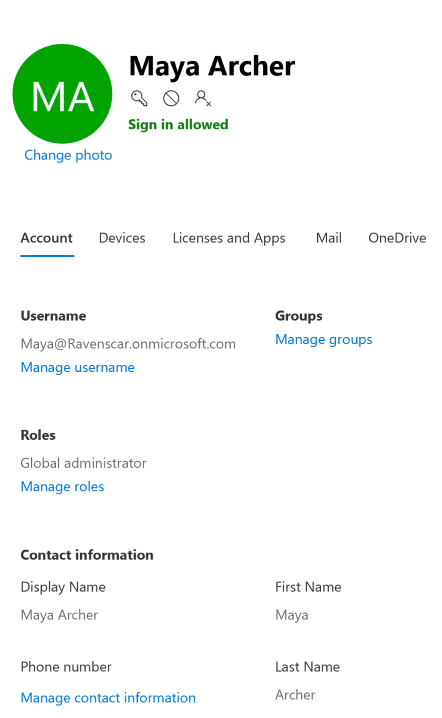 MA
Maya Archer
Sign in allowed
Change photo
Account Devices Licenses and Apps Mail OneDrive
Username
Maya@Ravenscar.onmicrosoft.com
Manage username
Groups
Manage groups
Roles
Global administrator
Manage roles
Contact information
Display Name
Maya Archer
First Name
Maya
Phone number
Manage contact information
Last Name
Archer